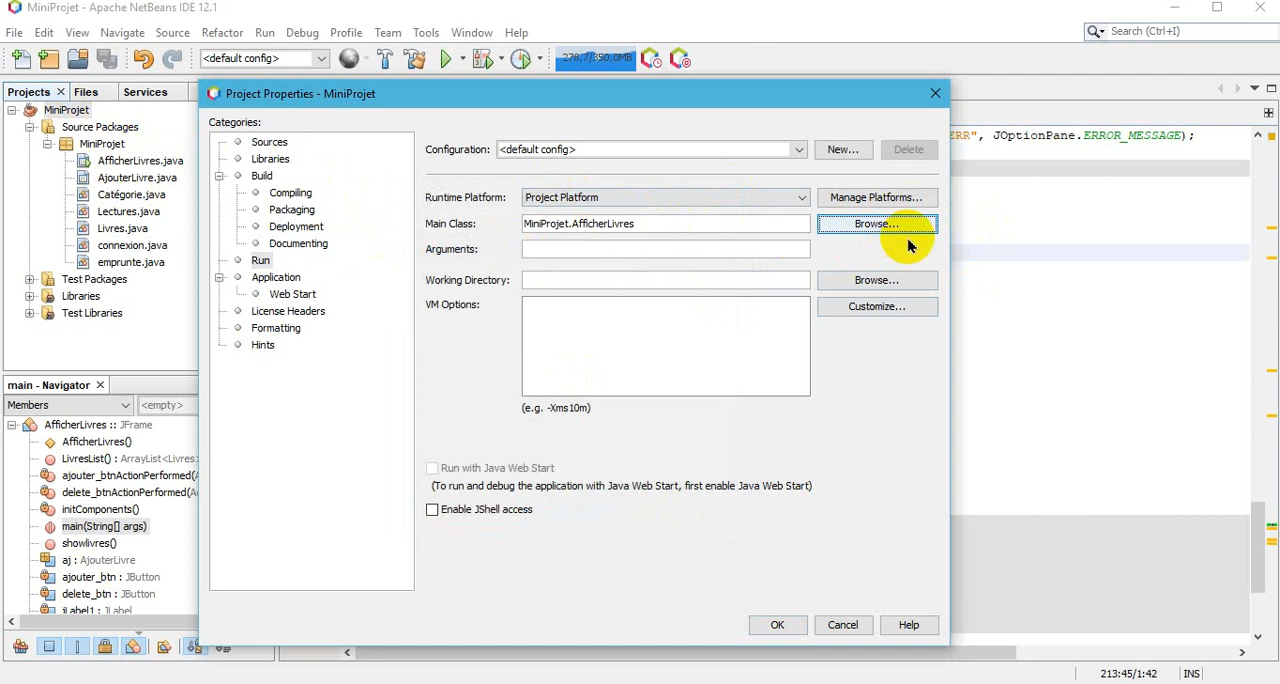 MiniProjet - Apache NetBeans IDE 12.1
File Edit View Navigate Source Refactor Run Debug Profile Team Tools Window Help
Search (Ctrl+I)
<default config>
278,7/350,0MB
Projects Files Services
MiniProjet
Source Packages
MiniProjet
AfficherLivres.java
AjouterLivre.java
Catégorie.java
Lectures.java
Livres.java
connexion.java
emprunte.java
Test Packages
Libraries
Test Libraries
main - Navigator
Members
<empty>
AfficherLivres :: JFrame
AfficherLivres()
LivresList() : ArrayList<Livres>
ajouter_btnActionPerformed(A
delete_btnActionPerformed(A
initComponents()
main(String[] args)
showlivres()
aj : AjouterLivre
ajouter_btn : JButton
delete_btn : JButton
jLabel1 : JLabel
Project Properties - MiniProjet
Categories:
Sources
Libraries
Build
Compiling
Packaging
Deployment
Documenting
Run
Application
Web Start
License Headers
Formatting
Hints
Configuration: <default config> New... Delete
Runtime Platform: Project Platform Manage Platforms...
Main Class: MiniProjet.AfficherLivres Browse...
Arguments:
Working Directory: Browse...
VM Options: Customize...
(e.g. -Xms10m)
Run with Java Web Start
(To run and debug the application with Java Web Start, first enable Java Web Start)
Enable JShell access
OK Cancel Help
ERR", JOptionPane.ERROR_MESSAGE);
213:45/1:42 INS